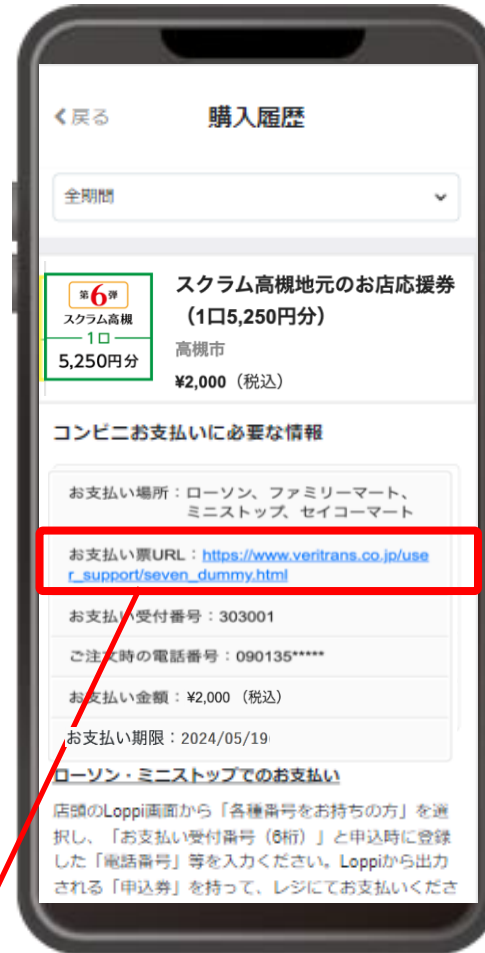 戻る
購入履歴
全期間
第6弾
スクラム高槻
1口
5,250円分
スクラム高槻地元のお店応援券
（1口5,250円分）
高槻市
¥2,000（税込）
コンビニお支払いに必要な情報
お支払い場所：ローソン、ファミリーマート、
ミニストップ、セイコーマート
お支払い票URL：https://www.veritrans.co.jp/use
r_support/seven_dummy.html
お支払い受付番号：303001
ご注文時の電話番号：090135*****
お支払い金額：¥2,000（税込）
お支払い期限：2024/05/19
ローソン・ミニストップでのお支払い
店頭のLoppi画面から「各種番号をお持ちの方」を選
択し、「お支払い受付番号（6桁）」と申込時に登録
した「電話番号」等を入力ください。Loppiから出力
される「申込券」を持って、レジにてお支払いくださ